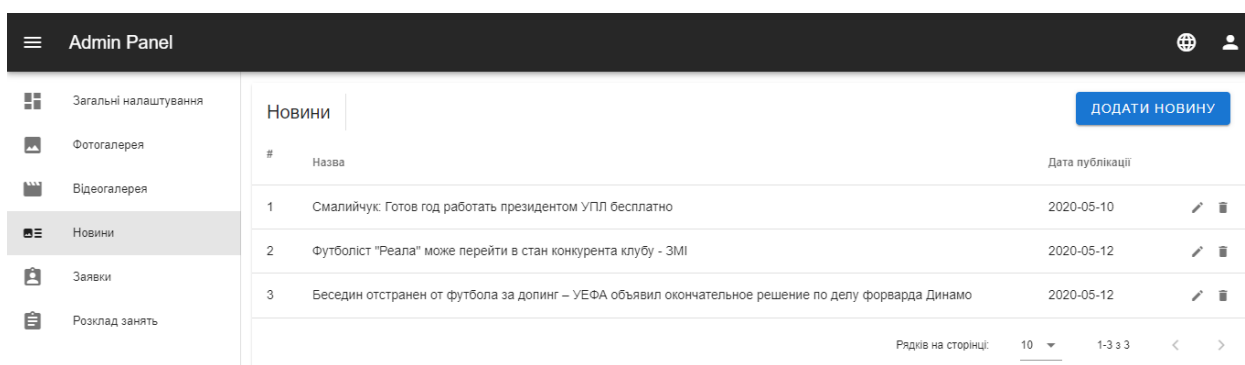 Admin Panel
Загальні налаштування
Фотогалерея
Відеогалерея
Новини
Заявки
Розклад занять
Новини
ДОДАТИ НОВИНУ
# Назва Дата публікації
1 Смалийчук: Готов год работать президентом УПЛ бесплатно 2020-05-10
2 Футболіст "Реала" може перейти в стан конкурента клубу - ЗМІ 2020-05-12
3 Беседин отстранен от футбола за допинг – УЕФА объявил окончательное решение по делу форварда Динамо 2020-05-12
Рядків на сторінці: 10 1-3 з 3